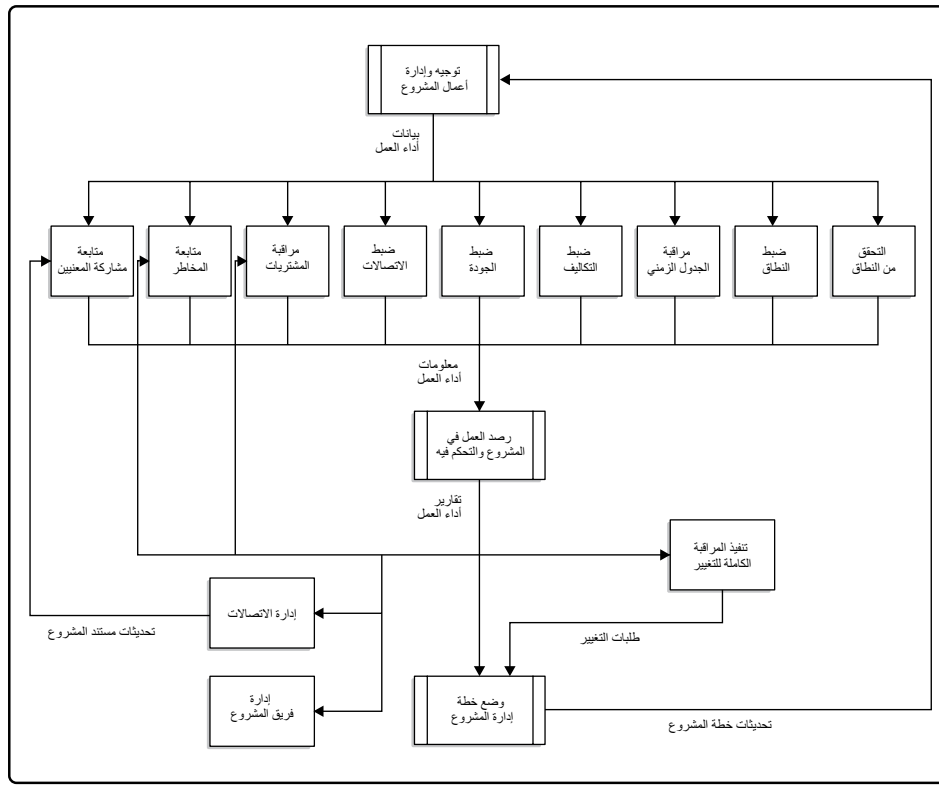 توجيه وإدارة
أعمال المشروع
بيانات
أداء العمل
التحقق
من النطاق
ضبط
النطاق
مراقبة
الجدول الزمني
ضبط
التكاليف
ضبط
الجودة
ضبط
الاتصالات
مراقبة
المشتريات
متابعة
المخاطر
متابعة
مشاركة المعنيين
معلومات
أداء العمل
رصد العمل في
المشروع والتحكم فيه
تقارير
أداء العمل
تنفيذ المراقبة
الكاملة للتغيير
إدارة الاتصالات
تحديثات مستند المشروع
طلبات التغيير
إدارة
فريق المشروع
وضع خطة
إدارة المشروع
تحديثات خطة المشروع